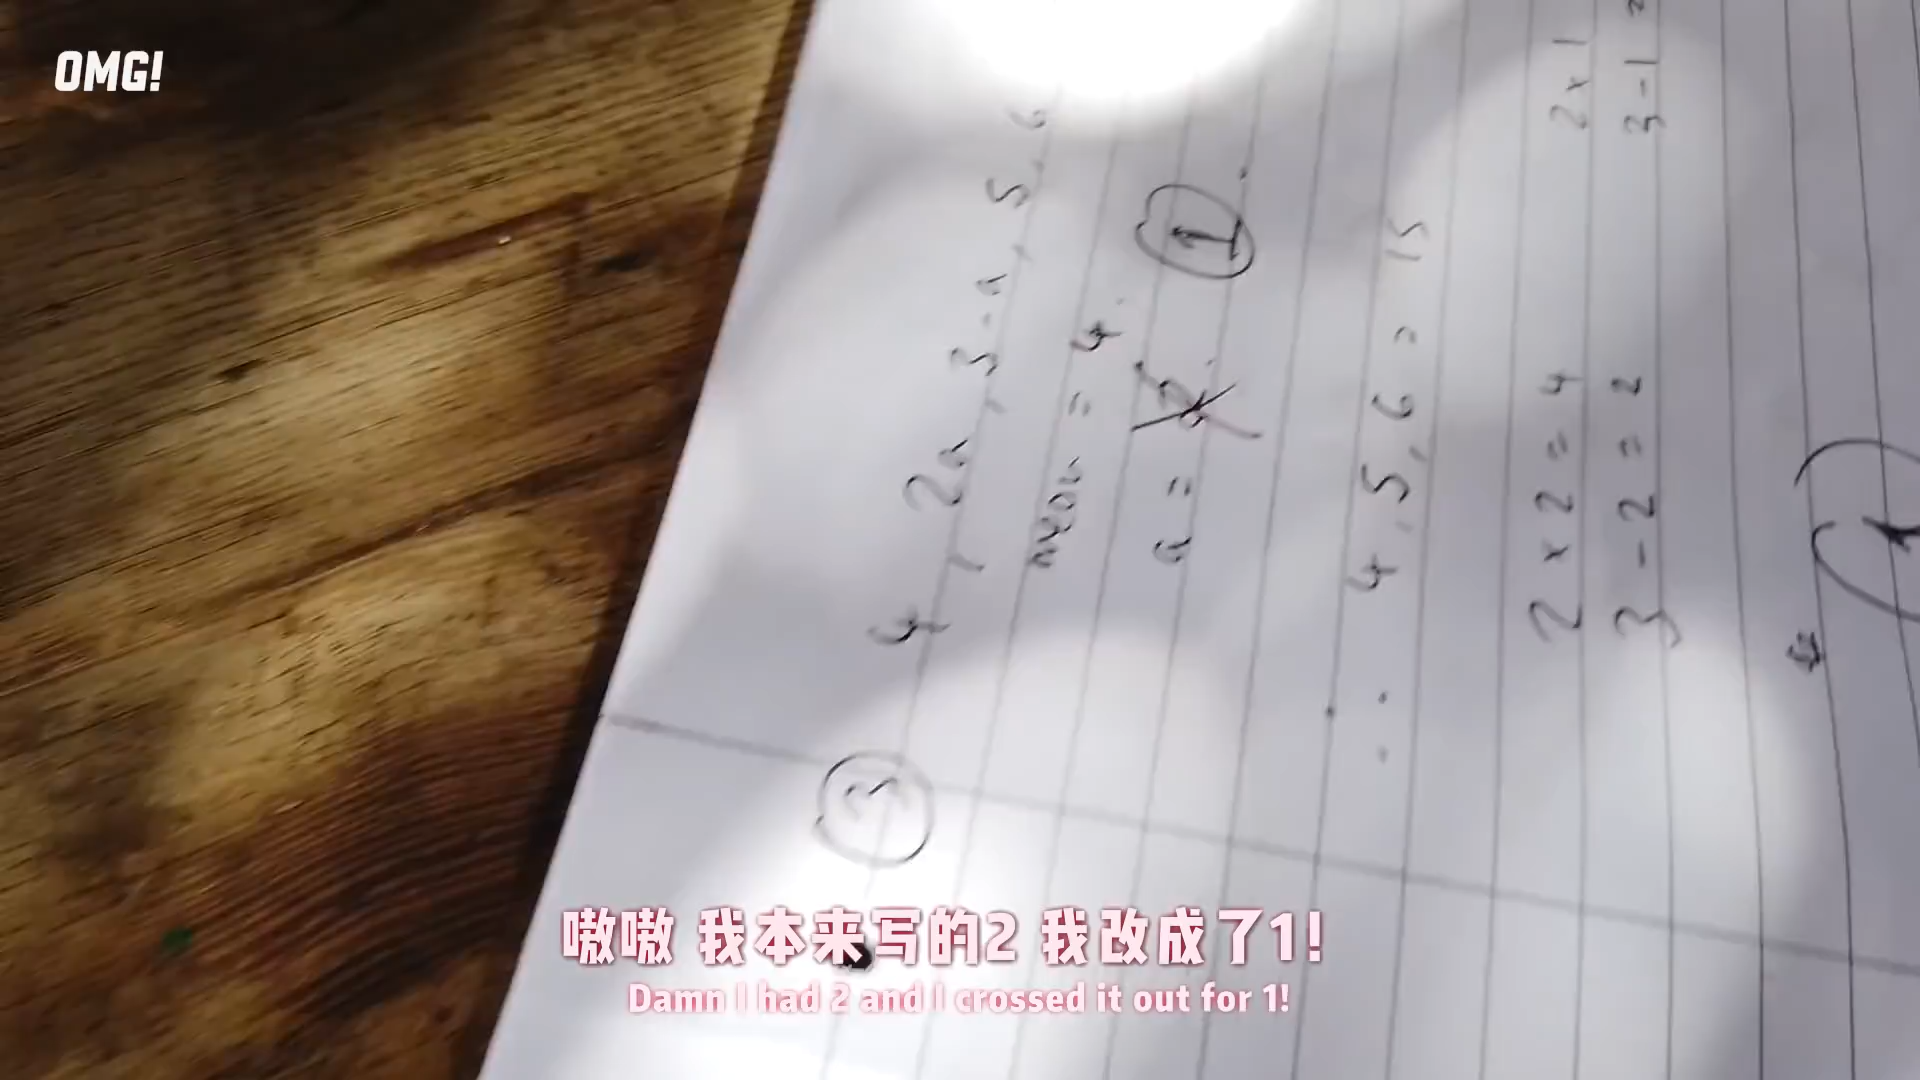 OMG!
③ 4, 2a, 3-a, 5, 6
mean = 4.
a = 2. ①.
4, 5, 6 = 15
2 × 2 = 4 2 × 1
3 - 2 = 2 3 - 1 =
嗷嗷 我本来写的2 我改成了1!
Damn I had 2 and I crossed it out for 1!